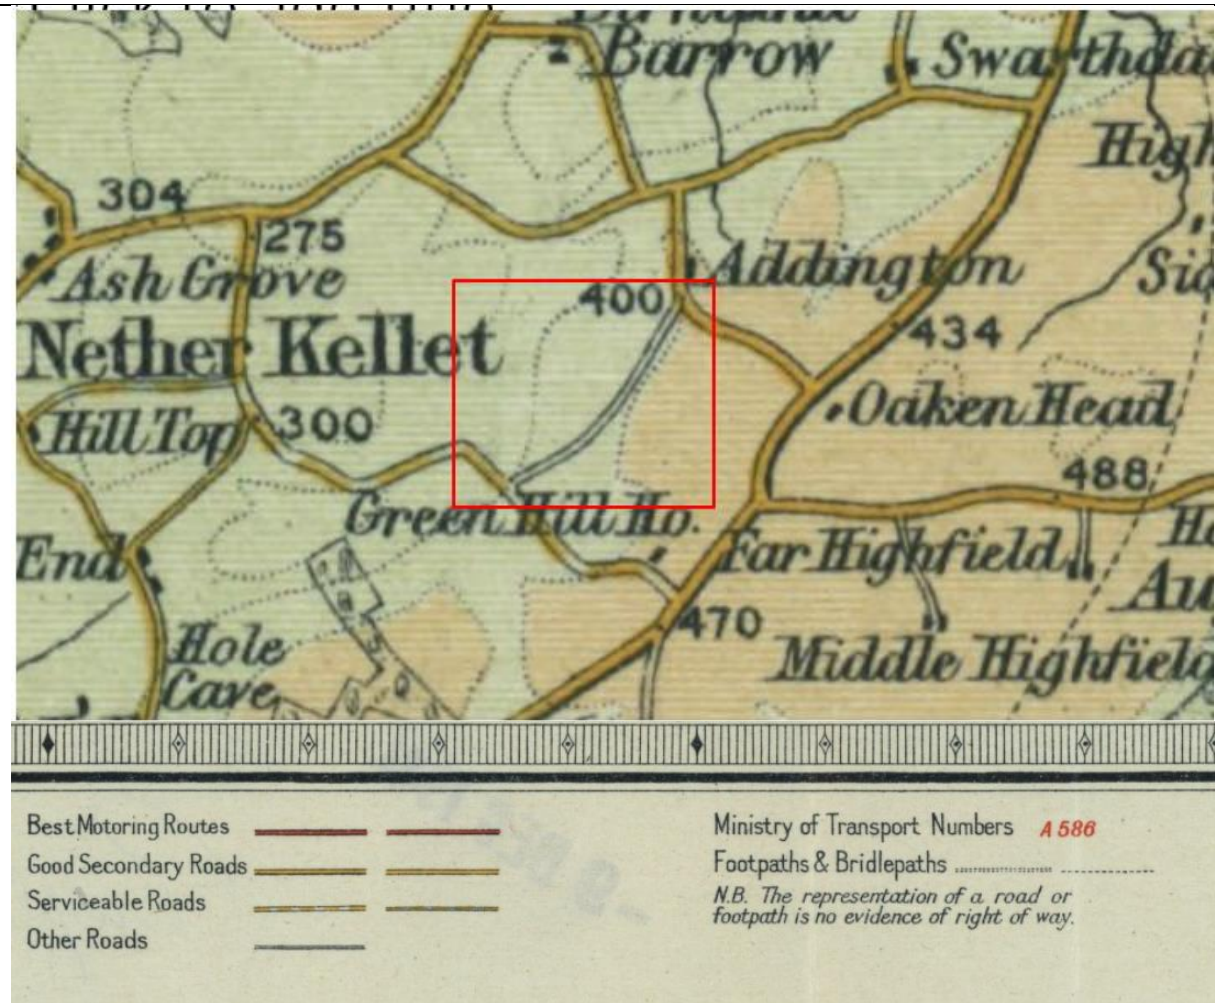 Barrow
Swarthda
High
304
275
Ash Grove
Addington
Sid
400
434
Nether Kellet
Oaken Head
Hill Top
300
488
Green Hill Ho.
End
Far Highfield
Au
470
Hole
Cave
Middle Highfield
Best Motoring Routes
Good Secondary Roads
Serviceable Roads
Other Roads
Ministry of Transport Numbers A 586
Footpaths & Bridlepaths
N.B. The representation of a road or
footpath is no evidence of right of way.